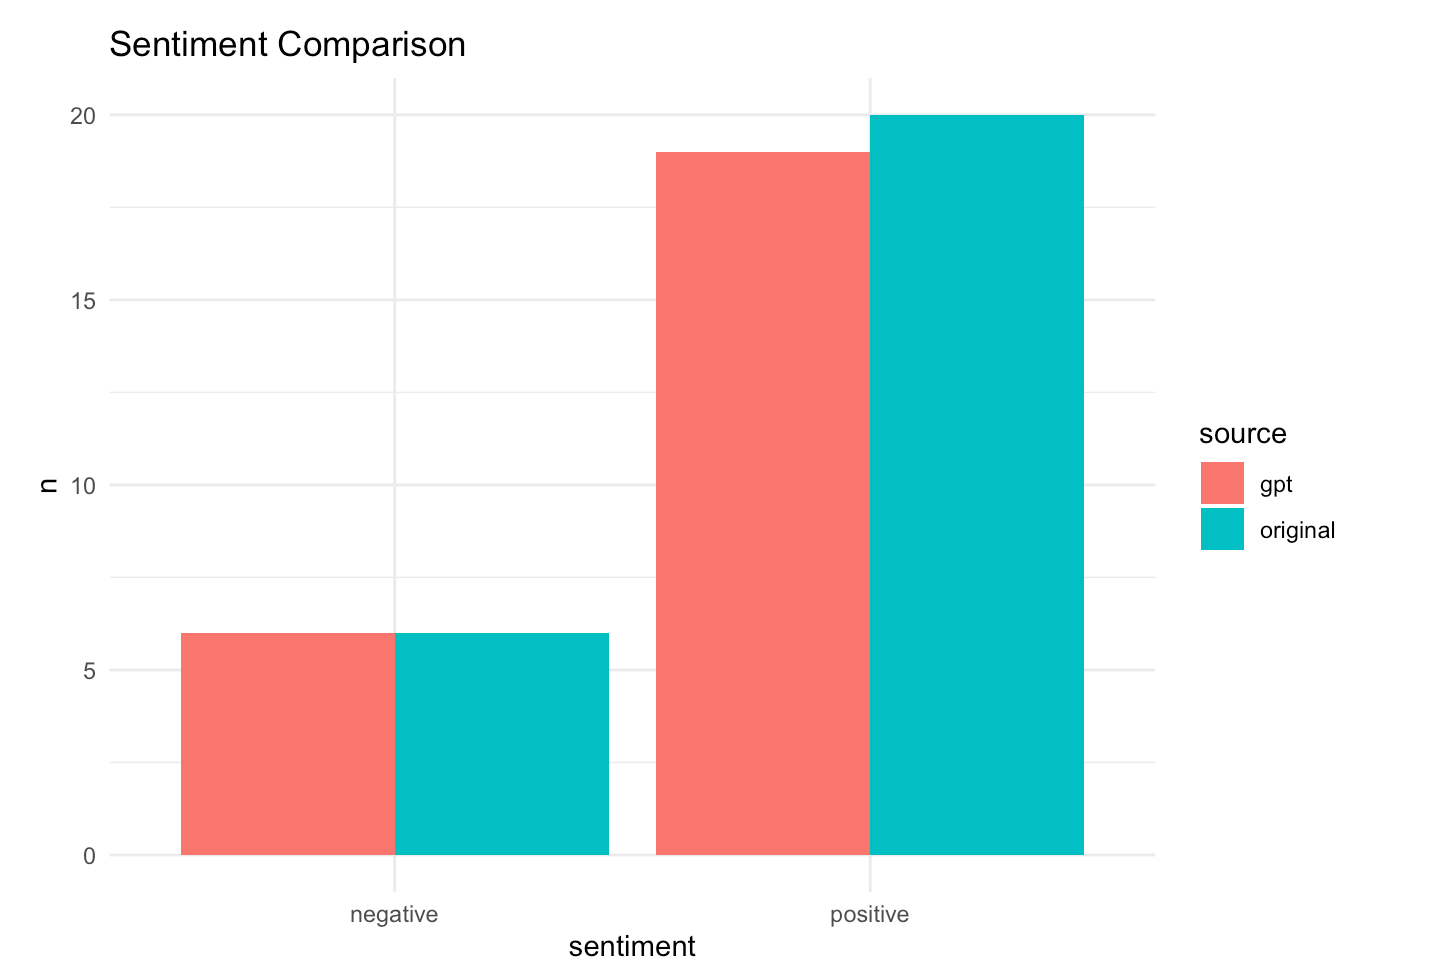 Sentiment Comparison
20
15
10
5
0
n
negative
positive
sentiment
source
gpt
original